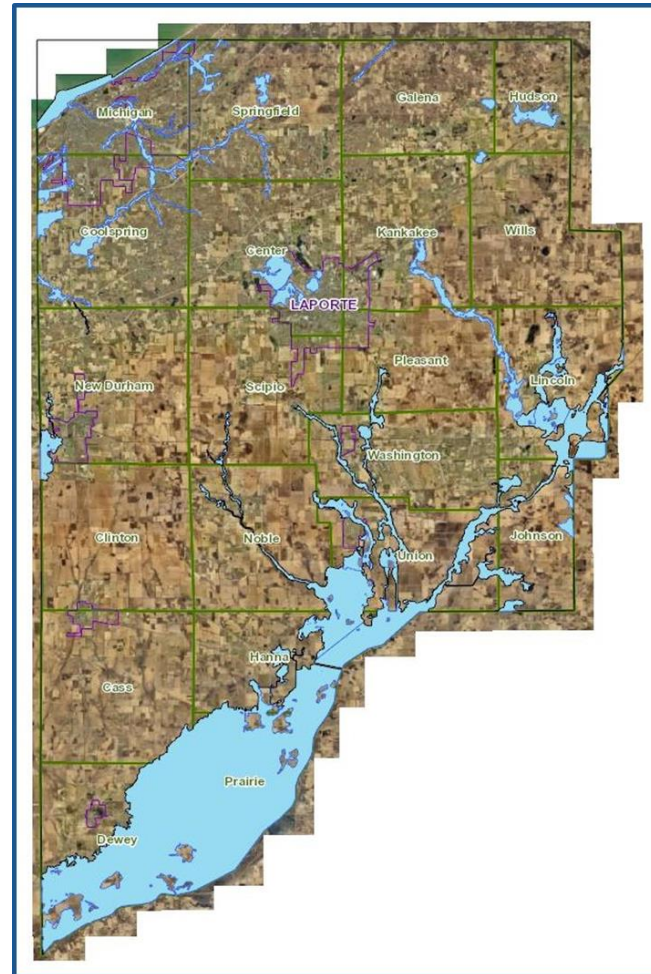 Michigan
Springfield
Galena
Hudson
Coolspring
Center
Kankakee
Wills
LAPORTE
New Durham
Scipio
Pleasant
Lincoln
Washington
Clinton
Noble
Union
Johnson
Hanna
Cass
Prairie
Dewey